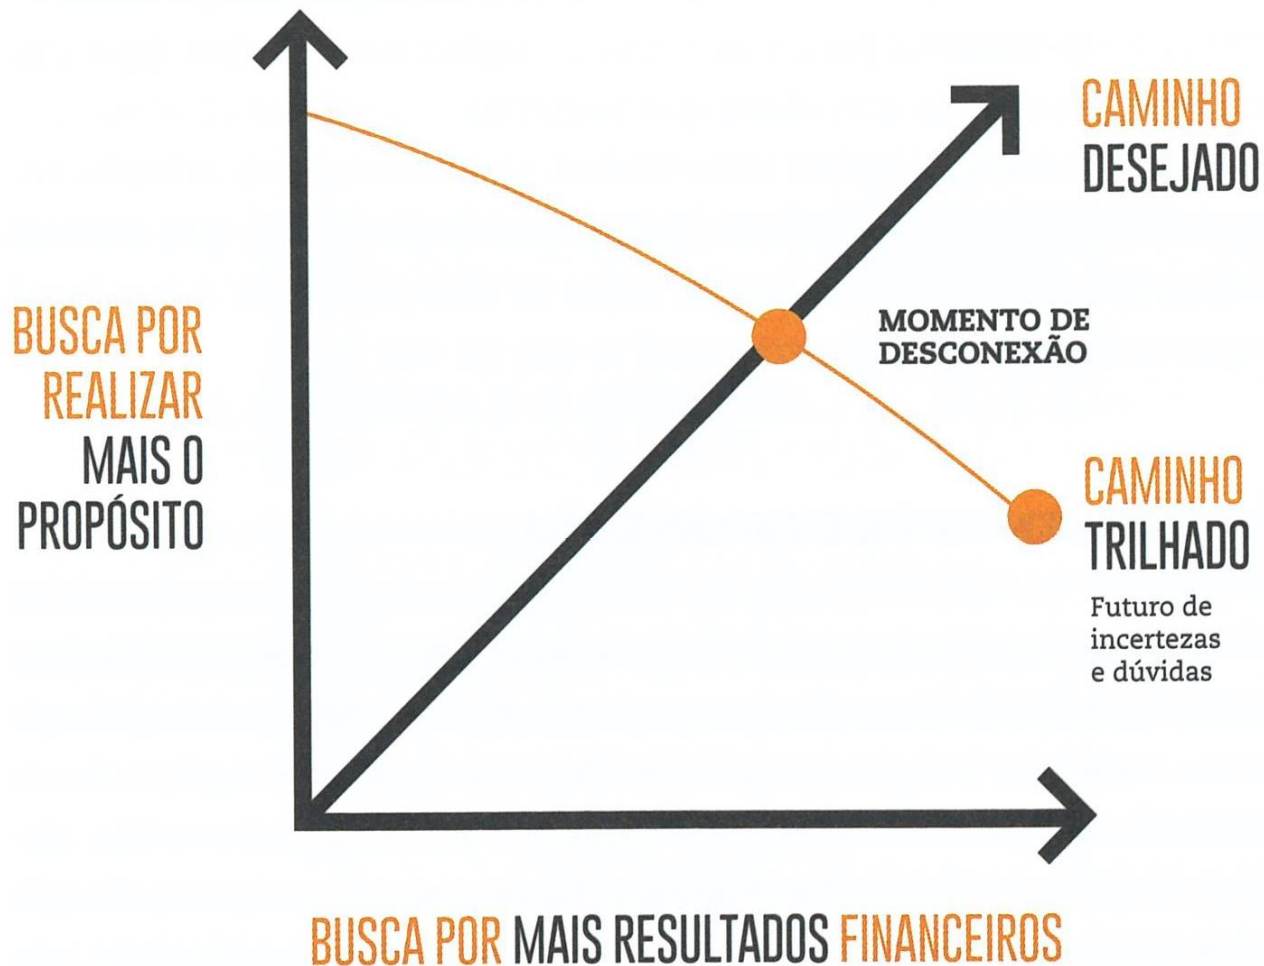 CAMINHO
DESEJADO
BUSCA POR
REALIZAR
MAIS O
PROPÓSITO
MOMENTO DE
DESCONEXÃO
CAMINHO
TRILHADO
Futuro de
incertezas
e dúvidas
BUSCA POR MAIS RESULTADOS FINANCEIROS